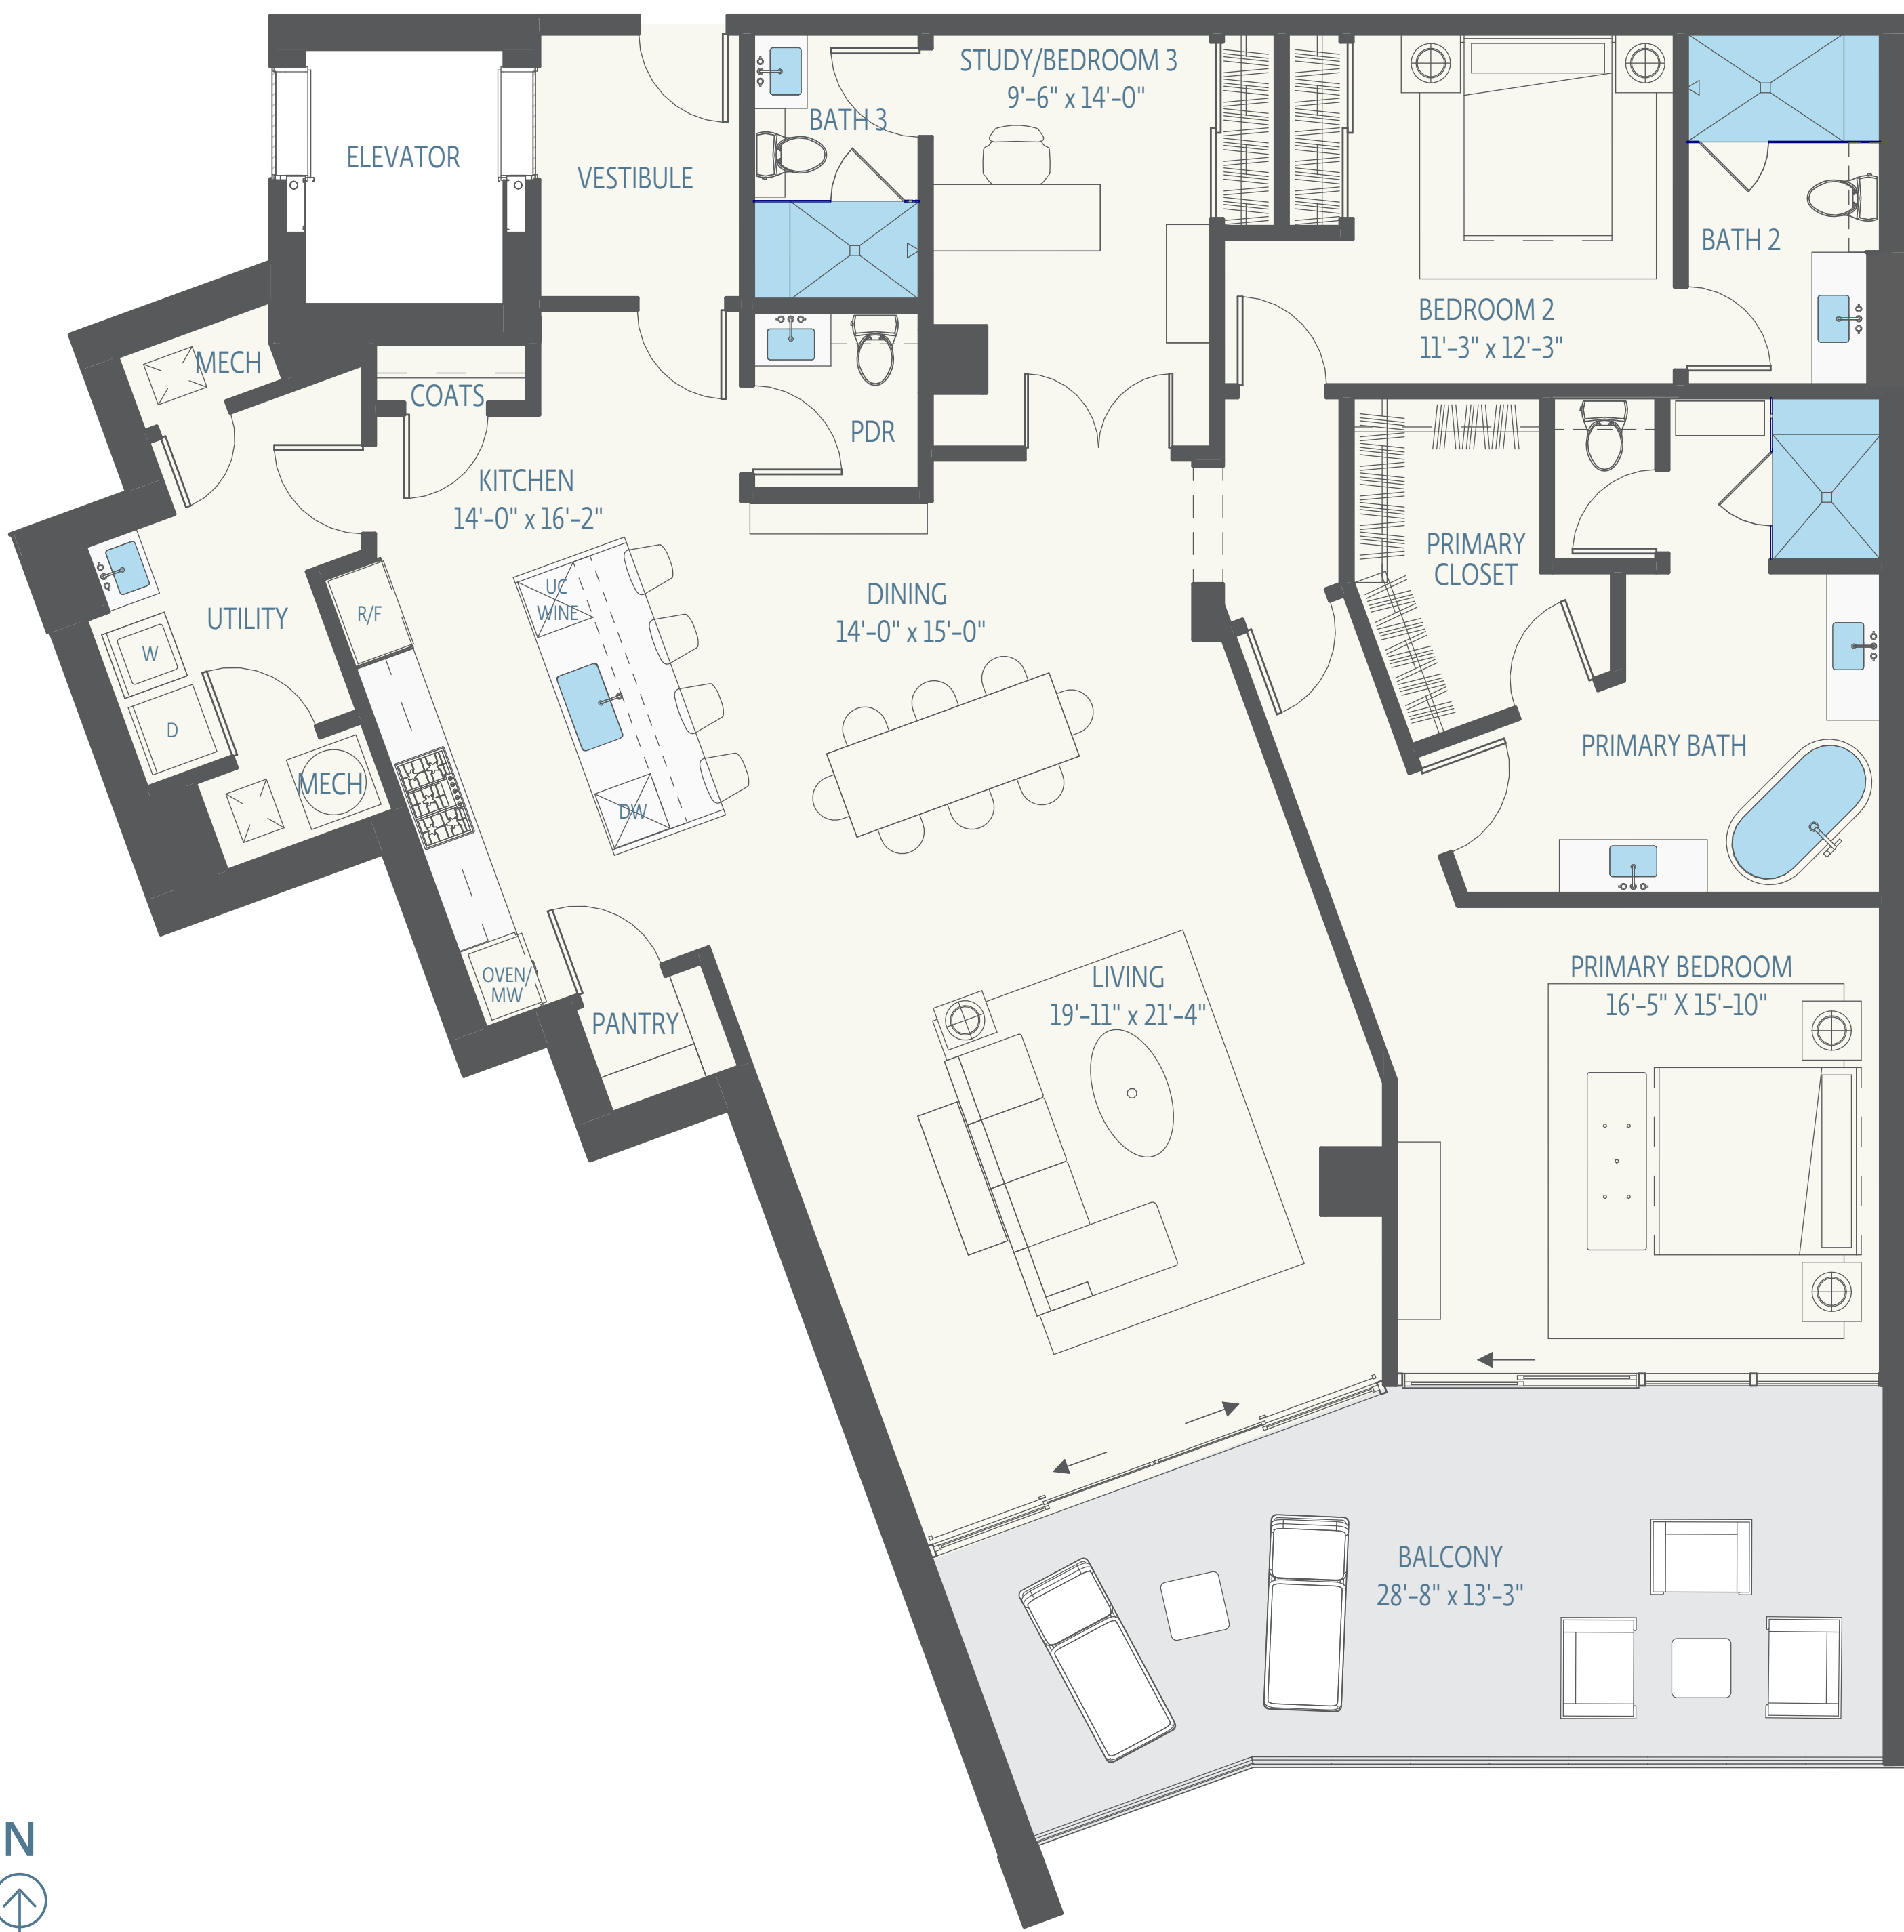 STUDY/BEDROOM 3
9'-6" x 14'-0"
BATH 3
ELEVATOR
VESTIBULE
BATH 2
BEDROOM 2
11'-3" x 12'-3"
MECH
COATS
PDR
KITCHEN
14'-0" x 16'-2"
PRIMARY
CLOSET
UC
WINE
DINING
14'-0" x 15'-0"
R/F
UTILITY
W
D
MECH
DW
PRIMARY BATH
OVEN/
MW
PANTRY
LIVING
19'-11" x 21'-4"
PRIMARY BEDROOM
16'-5" X 15'-10"
BALCONY
28'-8" x 13'-3"
N